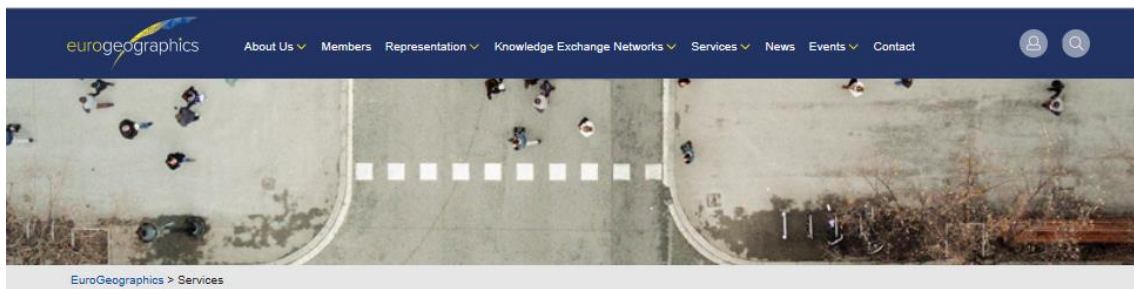 eurogeographics
About Us Members Representation Knowledge Exchange Networks Services News Events Contact
EuroGeographics > Services